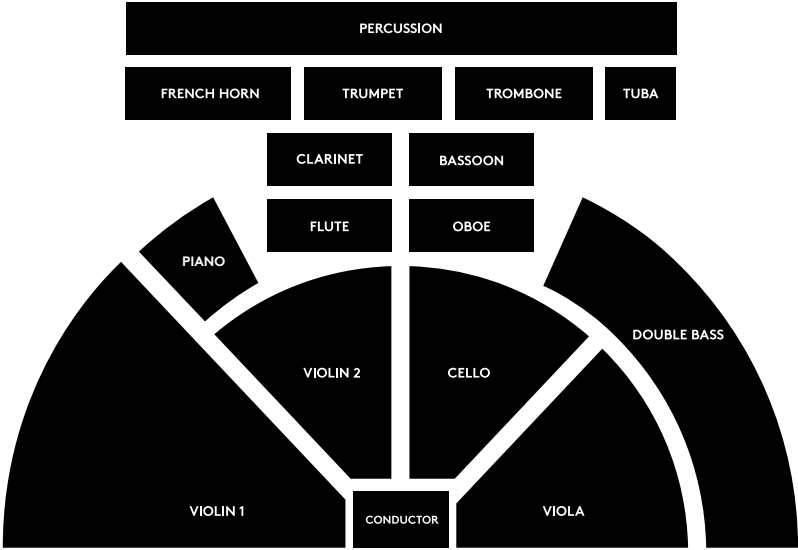 PERCUSSION
FRENCH HORN
TRUMPET
TROMBONE
TUBA
CLARINET
BASSOON
FLUTE
OBOE
PIANO
DOUBLE BASS
VIOLIN 2
CELLO
VIOLIN 1
CONDUCTOR
VIOLA